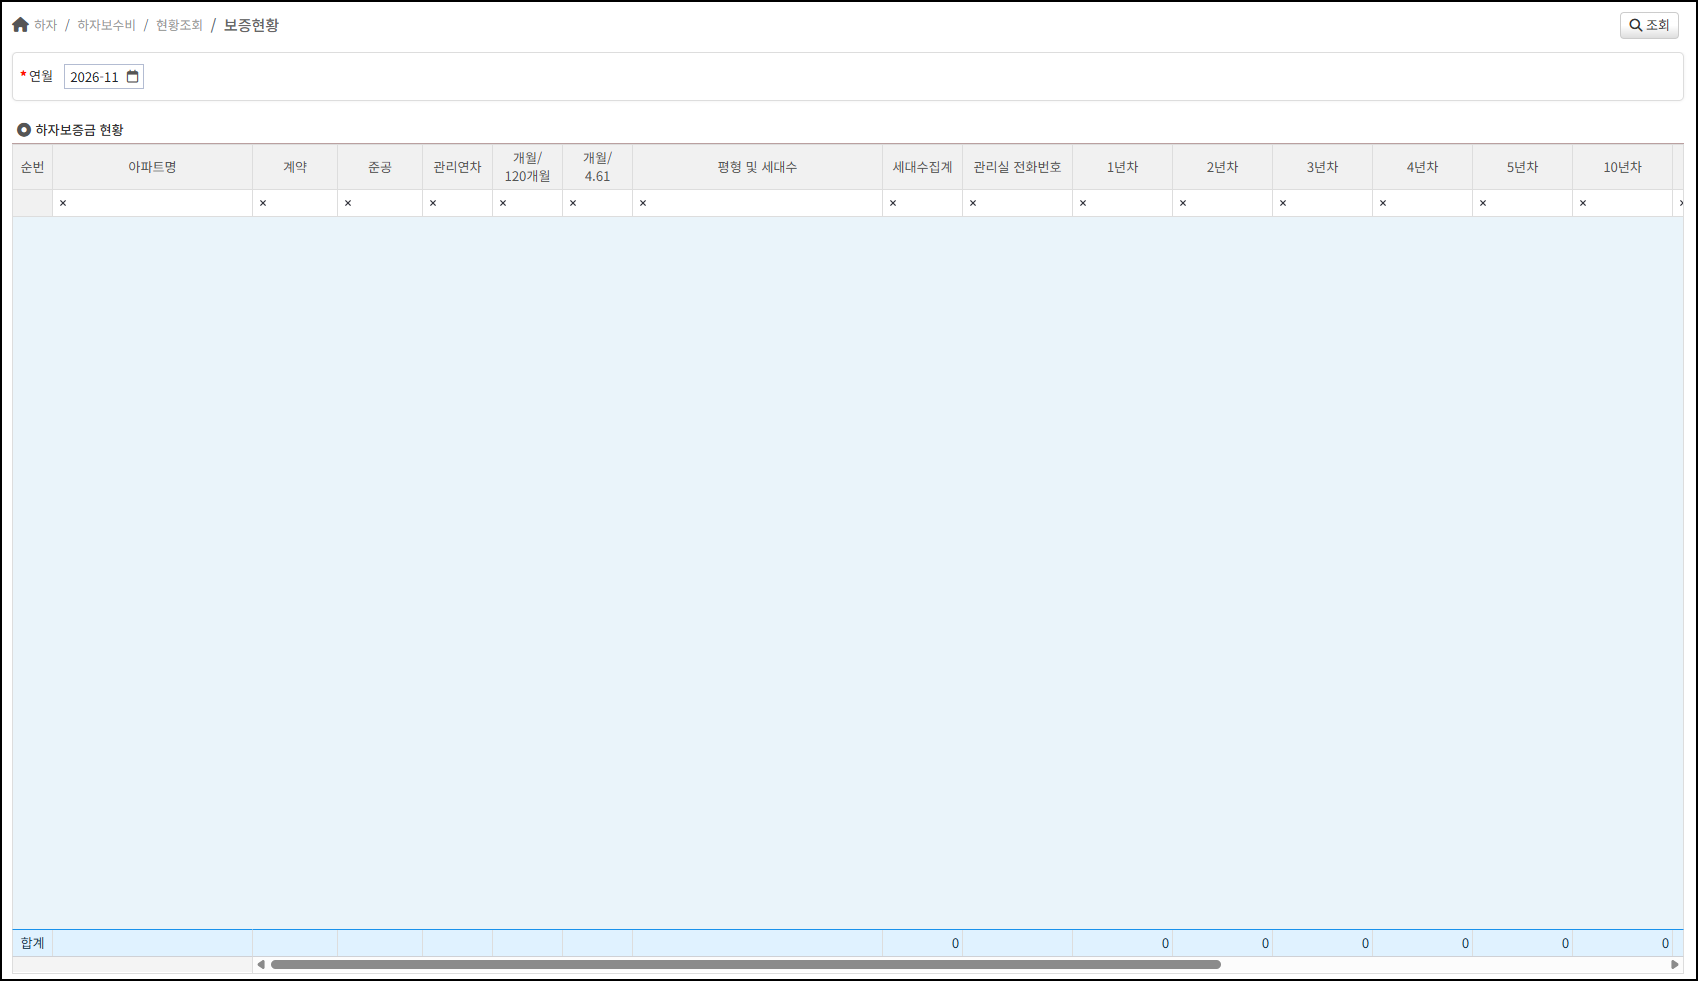 하자 / 하자보수비 / 현황조회 / 보증현황
조회
* 연월 2026-11
하자보증금 현황
순번 아파트명 계약 준공 관리연차 개월/ 120개월 개월/ 4.61 평형 및 세대수 세대수집계 관리실 전화번호 1년차 2년차 3년차 4년차 5년차 10년차
× × × × × × × × × × × × × × × ×
합계 0 0 0 0 0 0 0